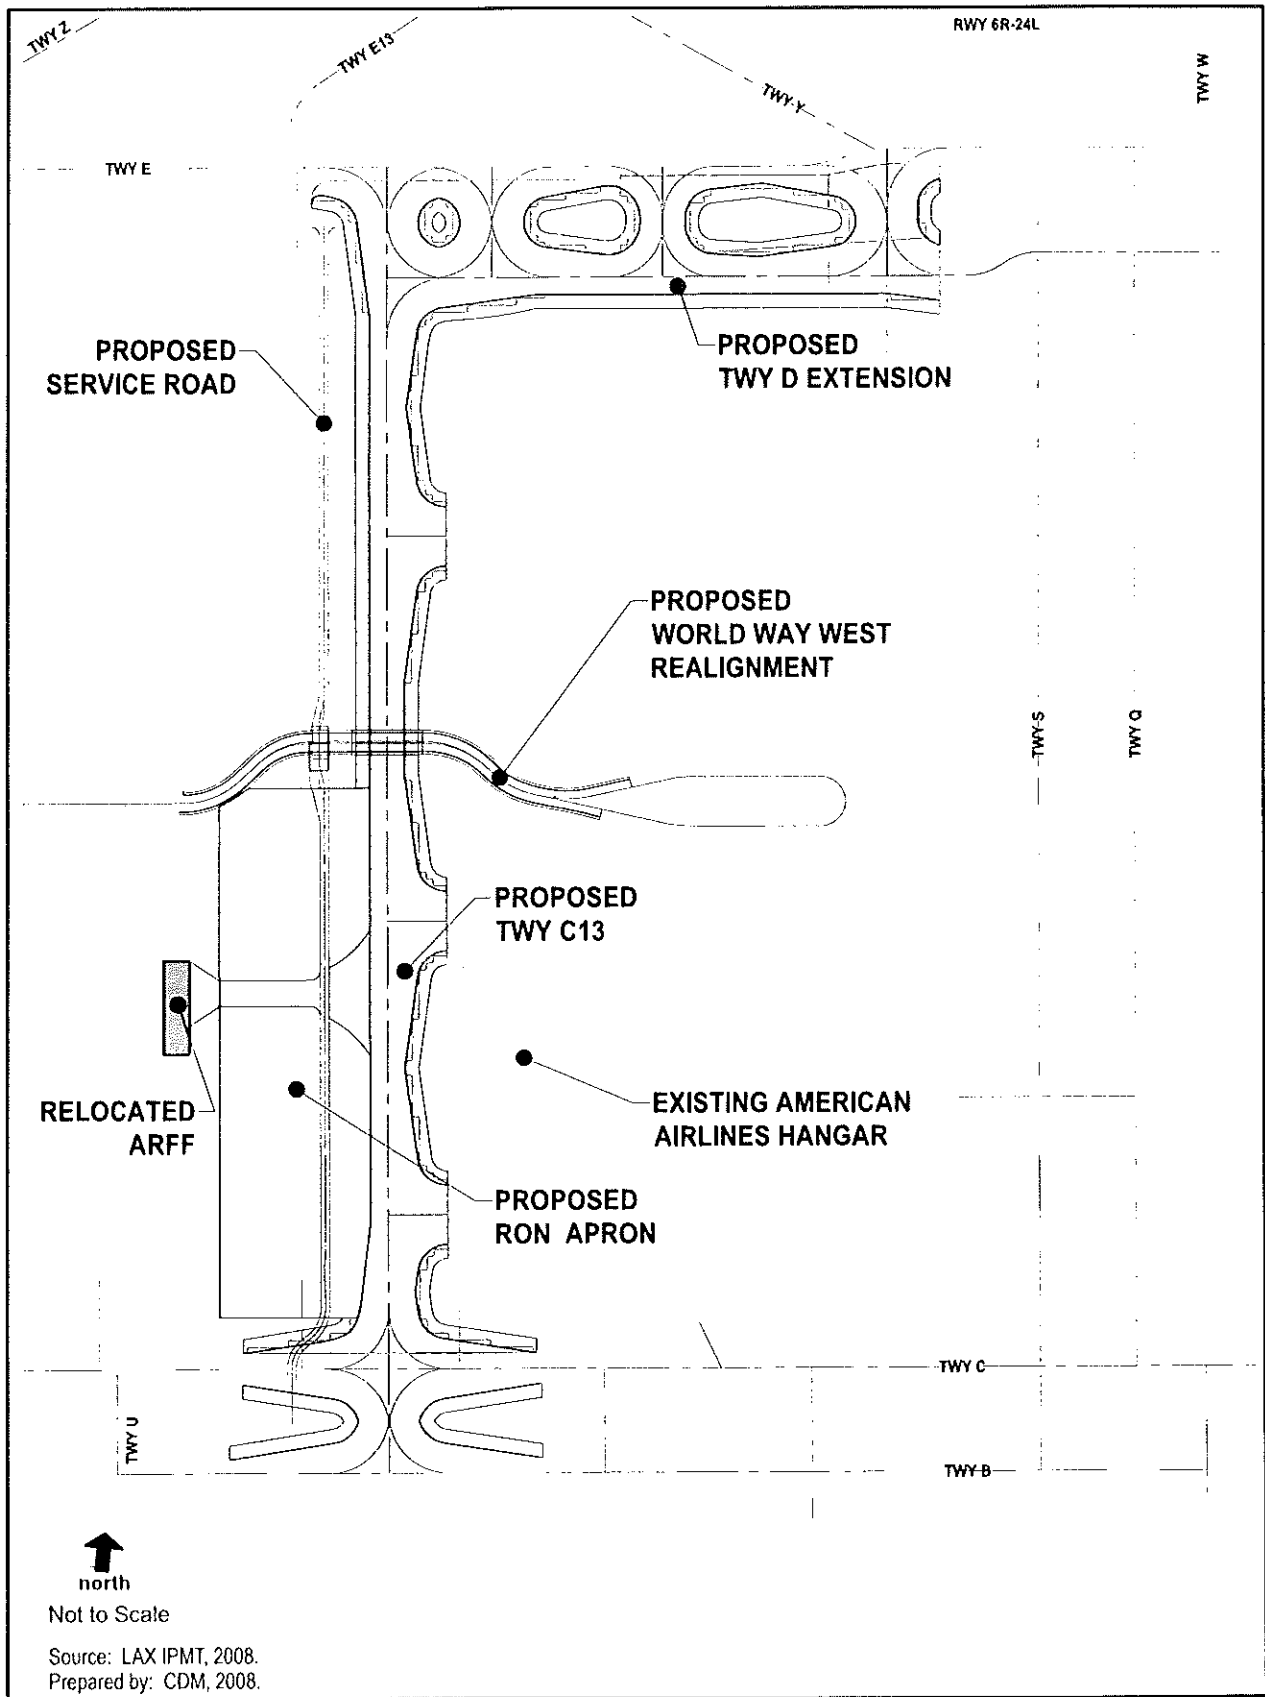 TWY Z
TWY E13
RWY 6R-24L
TWY W
TWY Y
TWY E
PROPOSED
SERVICE ROAD
PROPOSED
TWY D EXTENSION
PROPOSED
WORLD WAY WEST
REALIGNMENT
TWY S
TWY Q
PROPOSED
TWY C13
RELOCATED
ARFF
EXISTING AMERICAN
AIRLINES HANGAR
PROPOSED
RON APRON
TWY C
TWY U
TWY B
north
Not to Scale
Source: LAX IPMT, 2008.
Prepared by: CDM, 2008.